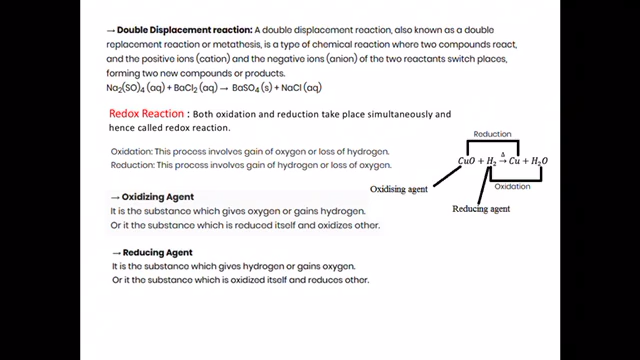 → Double Displacement reaction: A double displacement reaction, also known as a double
replacement reaction or metathesis, is a type of chemical reaction where two compounds react,
and the positive ions (cation) and the negative ions (anion) of the two reactants switch places,
forming two new compounds or products.
Na₂(SO)₄ (aq) + BaCl₂ (aq) → BaSO₄ (s) + NaCl (aq)
Redox Reaction : Both oxidation and reduction take place simultaneously and
hence called redox reaction.
Oxidation: This process involves gain of oxygen or loss of hydrogen.
Reduction: This process involves gain of hydrogen or loss of oxygen.
Reduction
CuO + H₂ →Δ Cu + H₂O
Oxidation
Oxidising agent
Reducing agent
→ Oxidizing Agent
It is the substance which gives oxygen or gains hydrogen.
Or it the substance which is reduced itself and oxidizes other.
→ Reducing Agent
It is the substance which gives hydrogen or gains oxygen.
Or it the substance which is oxidized itself and reduces other.